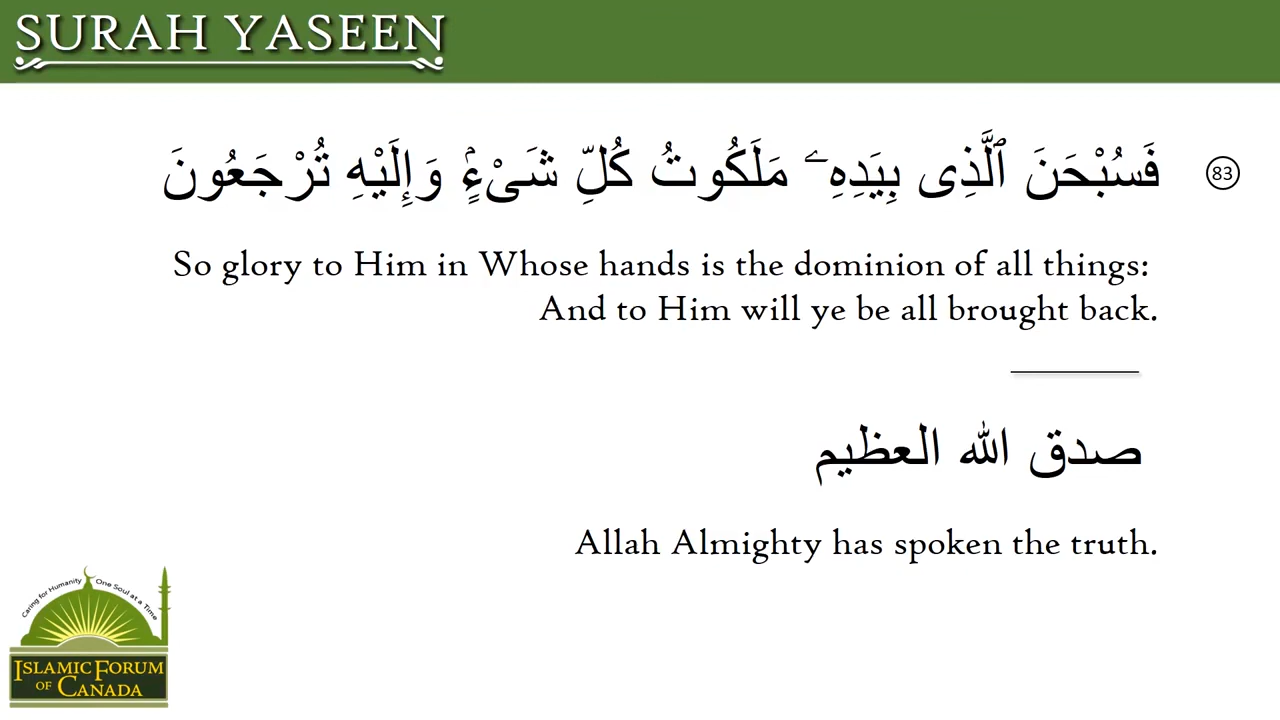 SURAH YASEEN
فَسُبْحَٰنَ ٱلَّذِى بِيَدِهِۦ مَلَكُوتُ كُلِّ شَىْءٍۢ وَإِلَيْهِ تُرْجَعُونَ
83
So glory to Him in Whose hands is the dominion of all things:
And to Him will ye be all brought back.
صدق الله العظيم
Allah Almighty has spoken the truth.
Caring for Humanity One Soul at a Time
ISLAMIC FORUM
OF CANADA